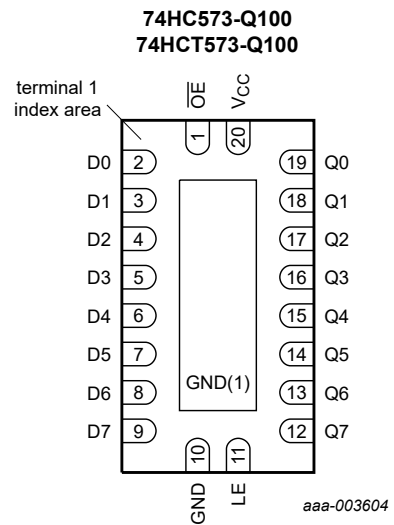 74HC573-Q100
74HCT573-Q100
terminal 1
index area
OE
VCC
1
20
D0 2 19 Q0
D1 3 18 Q1
D2 4 17 Q2
D3 5 16 Q3
D4 6 15 Q4
D5 7 14 Q5
D6 8 GND(1) 13 Q6
D7 9 12 Q7
10
11
GND
LE
aaa-003604